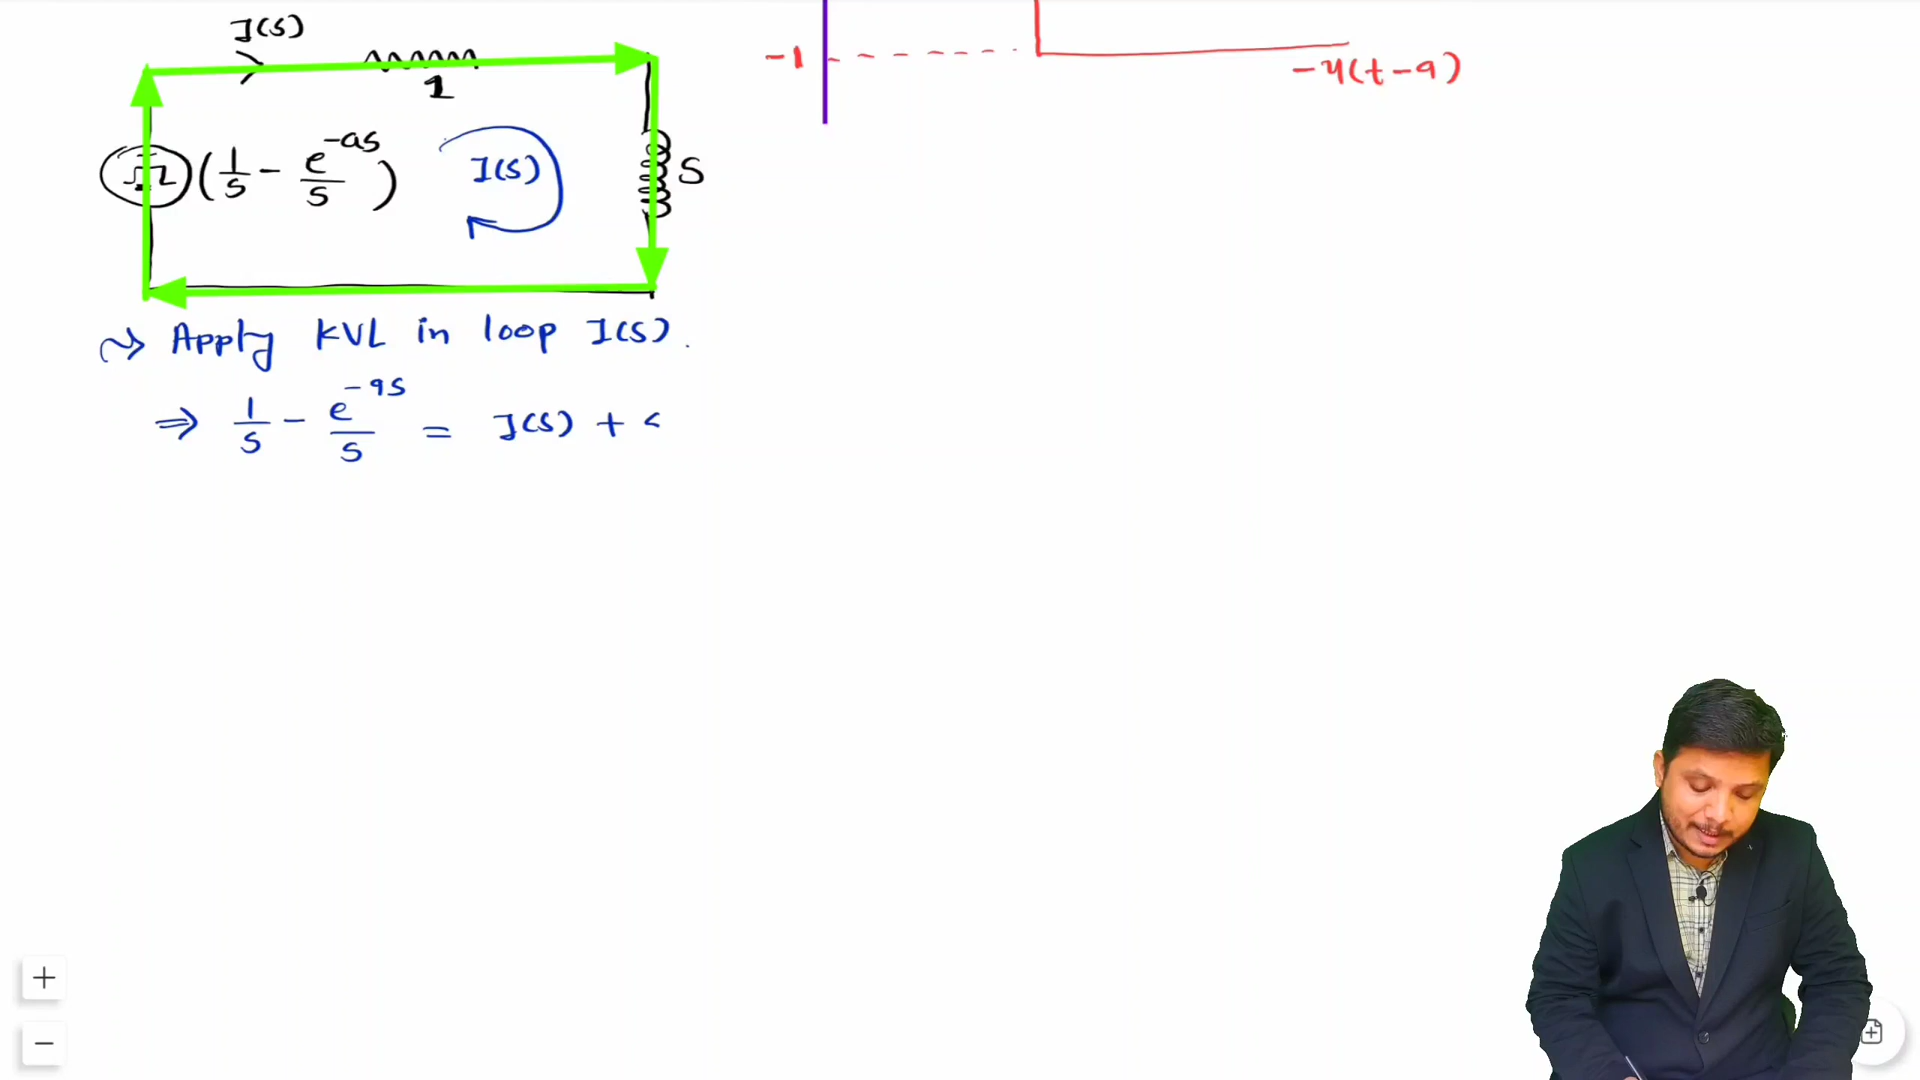 I(S)
1
(1/S - e^-as/S)
I(S)
S
-1
-u(t-a)
↝ Apply KVL in loop I(S).
⇒ 1/S - e^-as/S = I(S) +